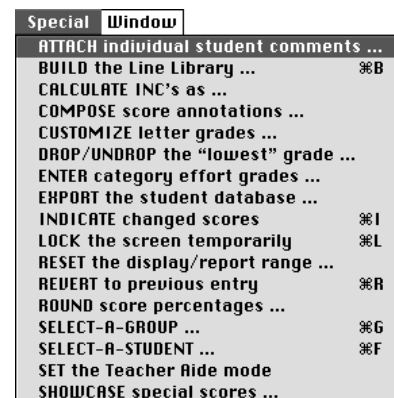 Special Window
ATTACH individual student comments ...
BUILD the Line Library ... ⌘B
CALCULATE INC's as ...
COMPOSE score annotations ...
CUSTOMIZE letter grades ...
DROP/UNDROP the “lowest” grade ...
ENTER category effort grades ...
EXPORT the student database ...
INDICATE changed scores ⌘I
LOCK the screen temporarily ⌘L
RESET the display/report range ...
REVERT to previous entry ⌘R
ROUND score percentages ...
SELECT-A-GROUP ... ⌘G
SELECT-A-STUDENT ... ⌘F
SET the Teacher Aide mode
SHOWCASE special scores ...